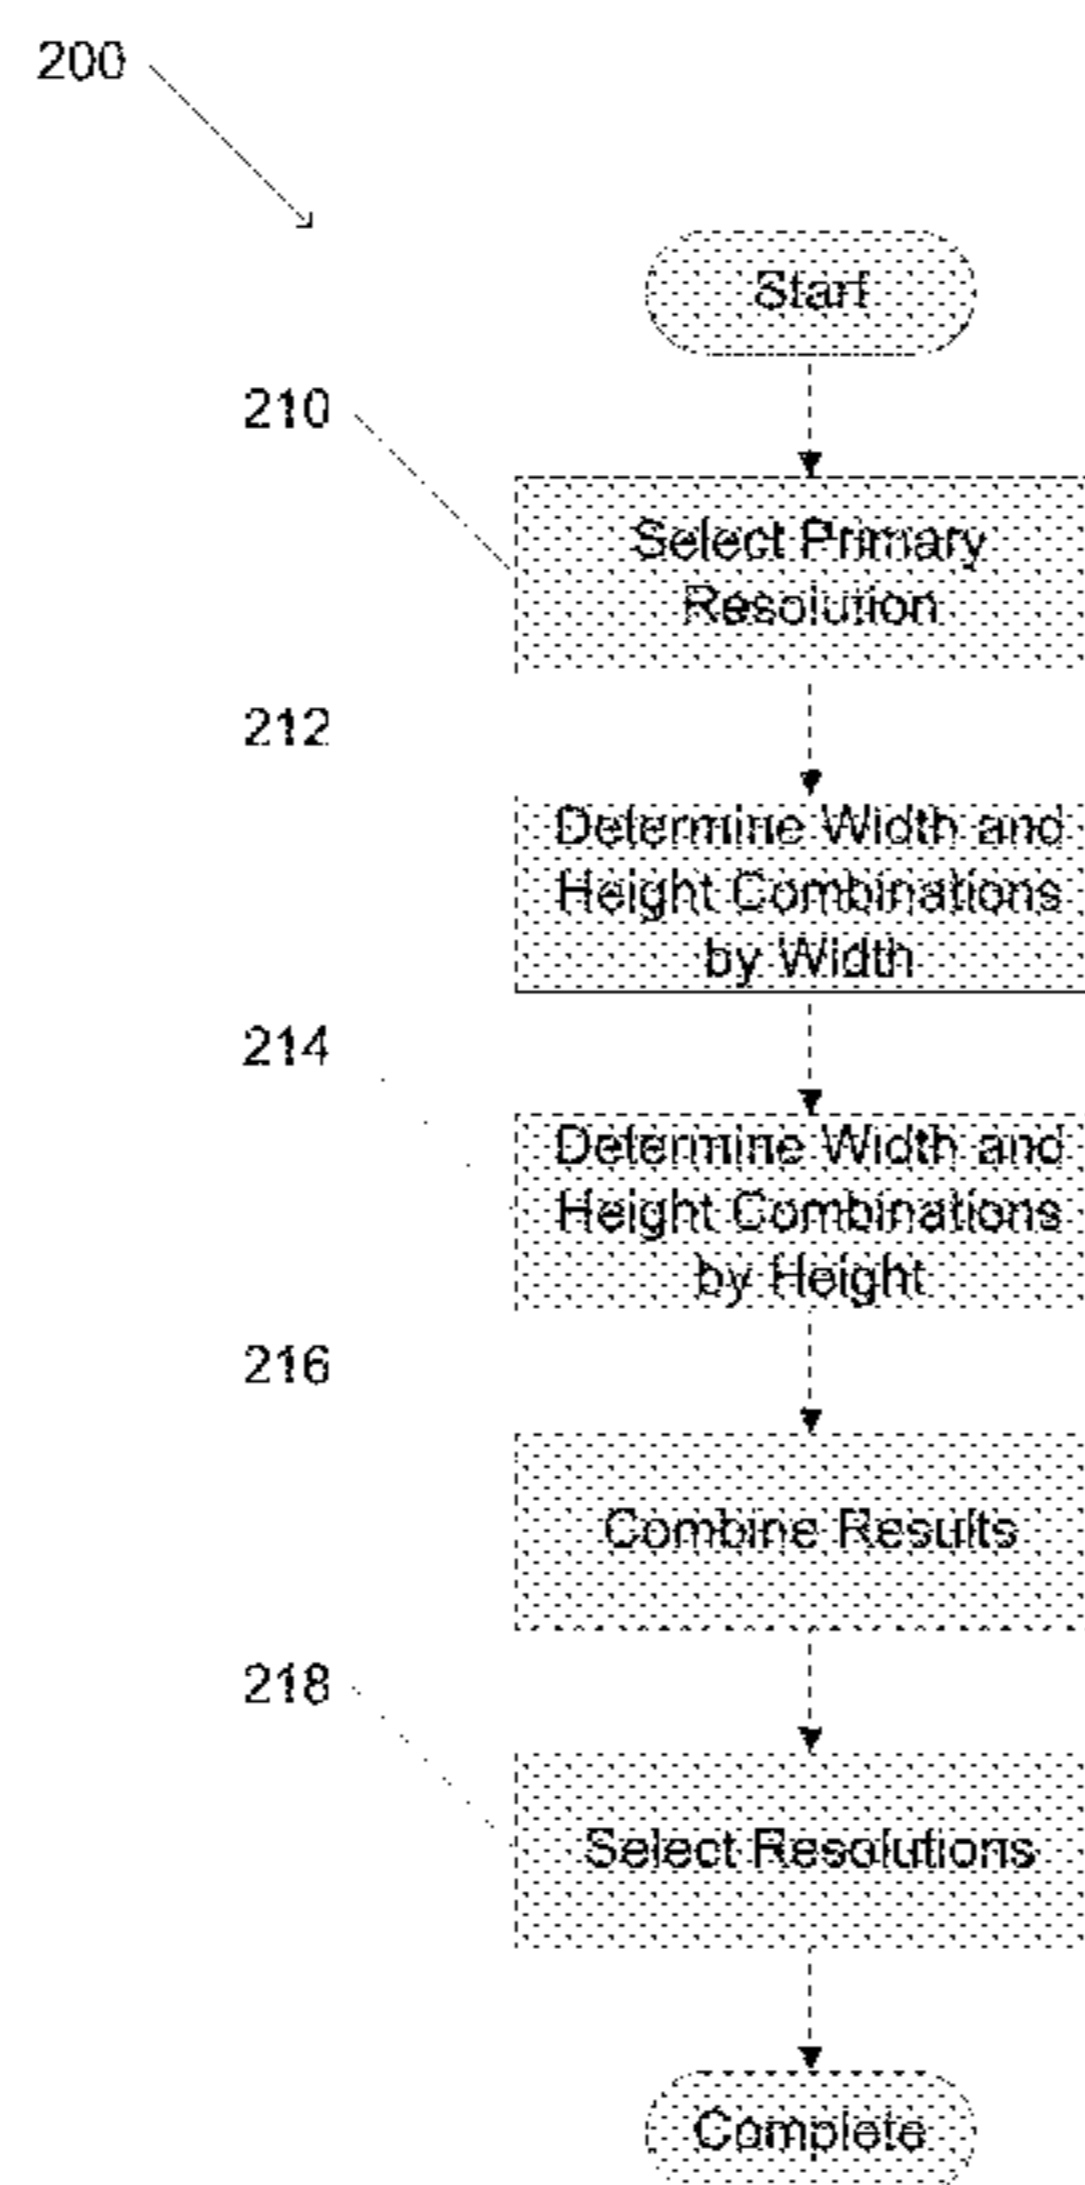 200
Start
210
Select Primary
Resolution
212
Determine Width and
Height Combinations
by Width
214
Determine Width and
Height Combinations
by Height
216
Combine Results
218
Select Resolutions
Complete